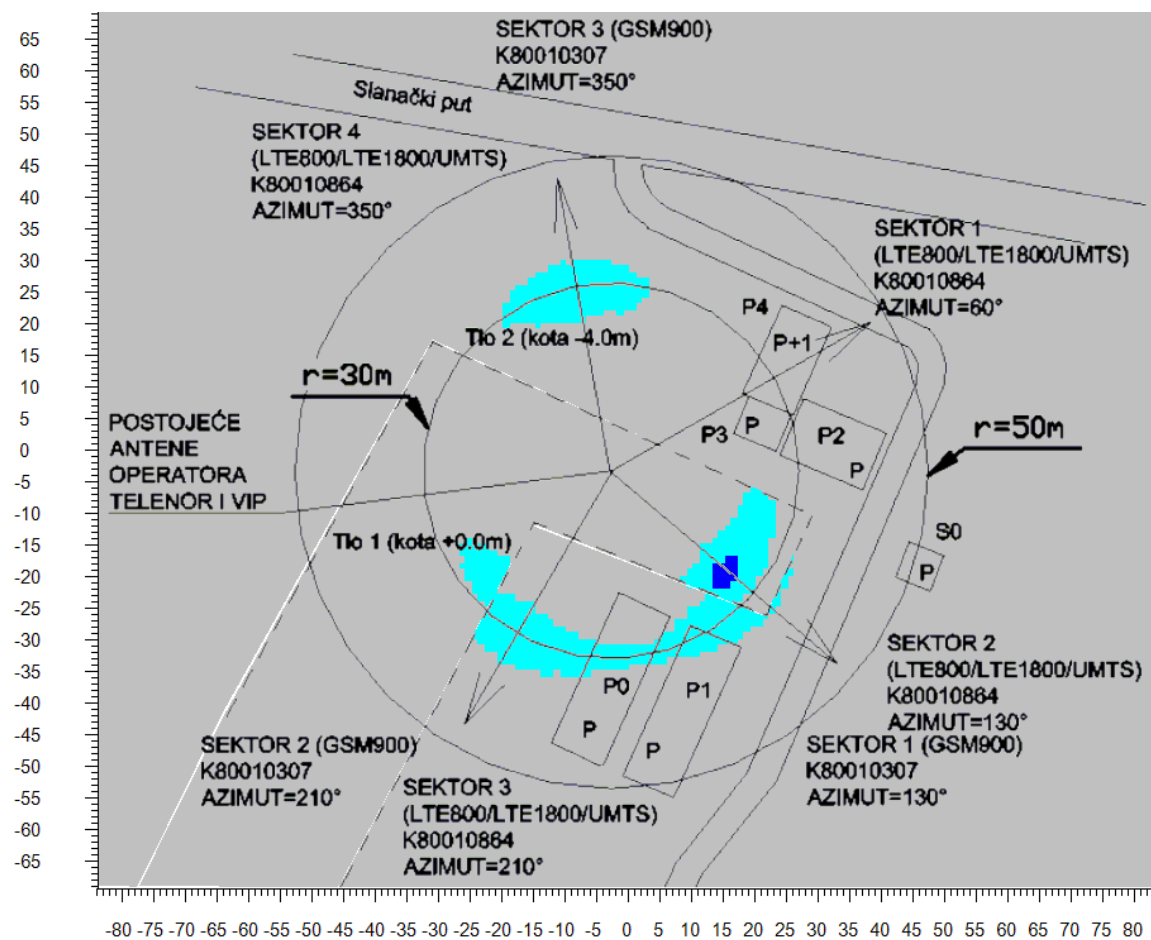 SEKTOR 3 (GSM900)
K80010307
AZIMUT=350°
Slanački put
SEKTOR 4
(LTE800/LTE1800/UMTS)
K80010864
AZIMUT=350°
SEKTOR 1
(LTE800/LTE1800/UMTS)
K80010864
AZIMUT=60°
P4
P+1
Tlo 2 (kota -4.0m)
r=30m
P3
P
P2
P
r=50m
POSTOJEĆE
ANTENE
OPERATORA
TELENOR I VIP
Tlo 1 (kota +0.0m)
S0
P
P0
P
P1
P
SEKTOR 2
(LTE800/LTE1800/UMTS)
K80010864
AZIMUT=130°
SEKTOR 2 (GSM900)
K80010307
AZIMUT=210°
SEKTOR 3
(LTE800/LTE1800/UMTS)
K80010864
AZIMUT=210°
SEKTOR 1 (GSM900)
K80010307
AZIMUT=130°
65
60
55
50
45
40
35
30
25
20
15
10
5
0
-5
-10
-15
-20
-25
-30
-35
-40
-45
-50
-55
-60
-65
-80 -75 -70 -65 -60 -55 -50 -45 -40 -35 -30 -25 -20 -15 -10 -5 0 5 10 15 20 25 30 35 40 45 50 55 60 65 70 75 80